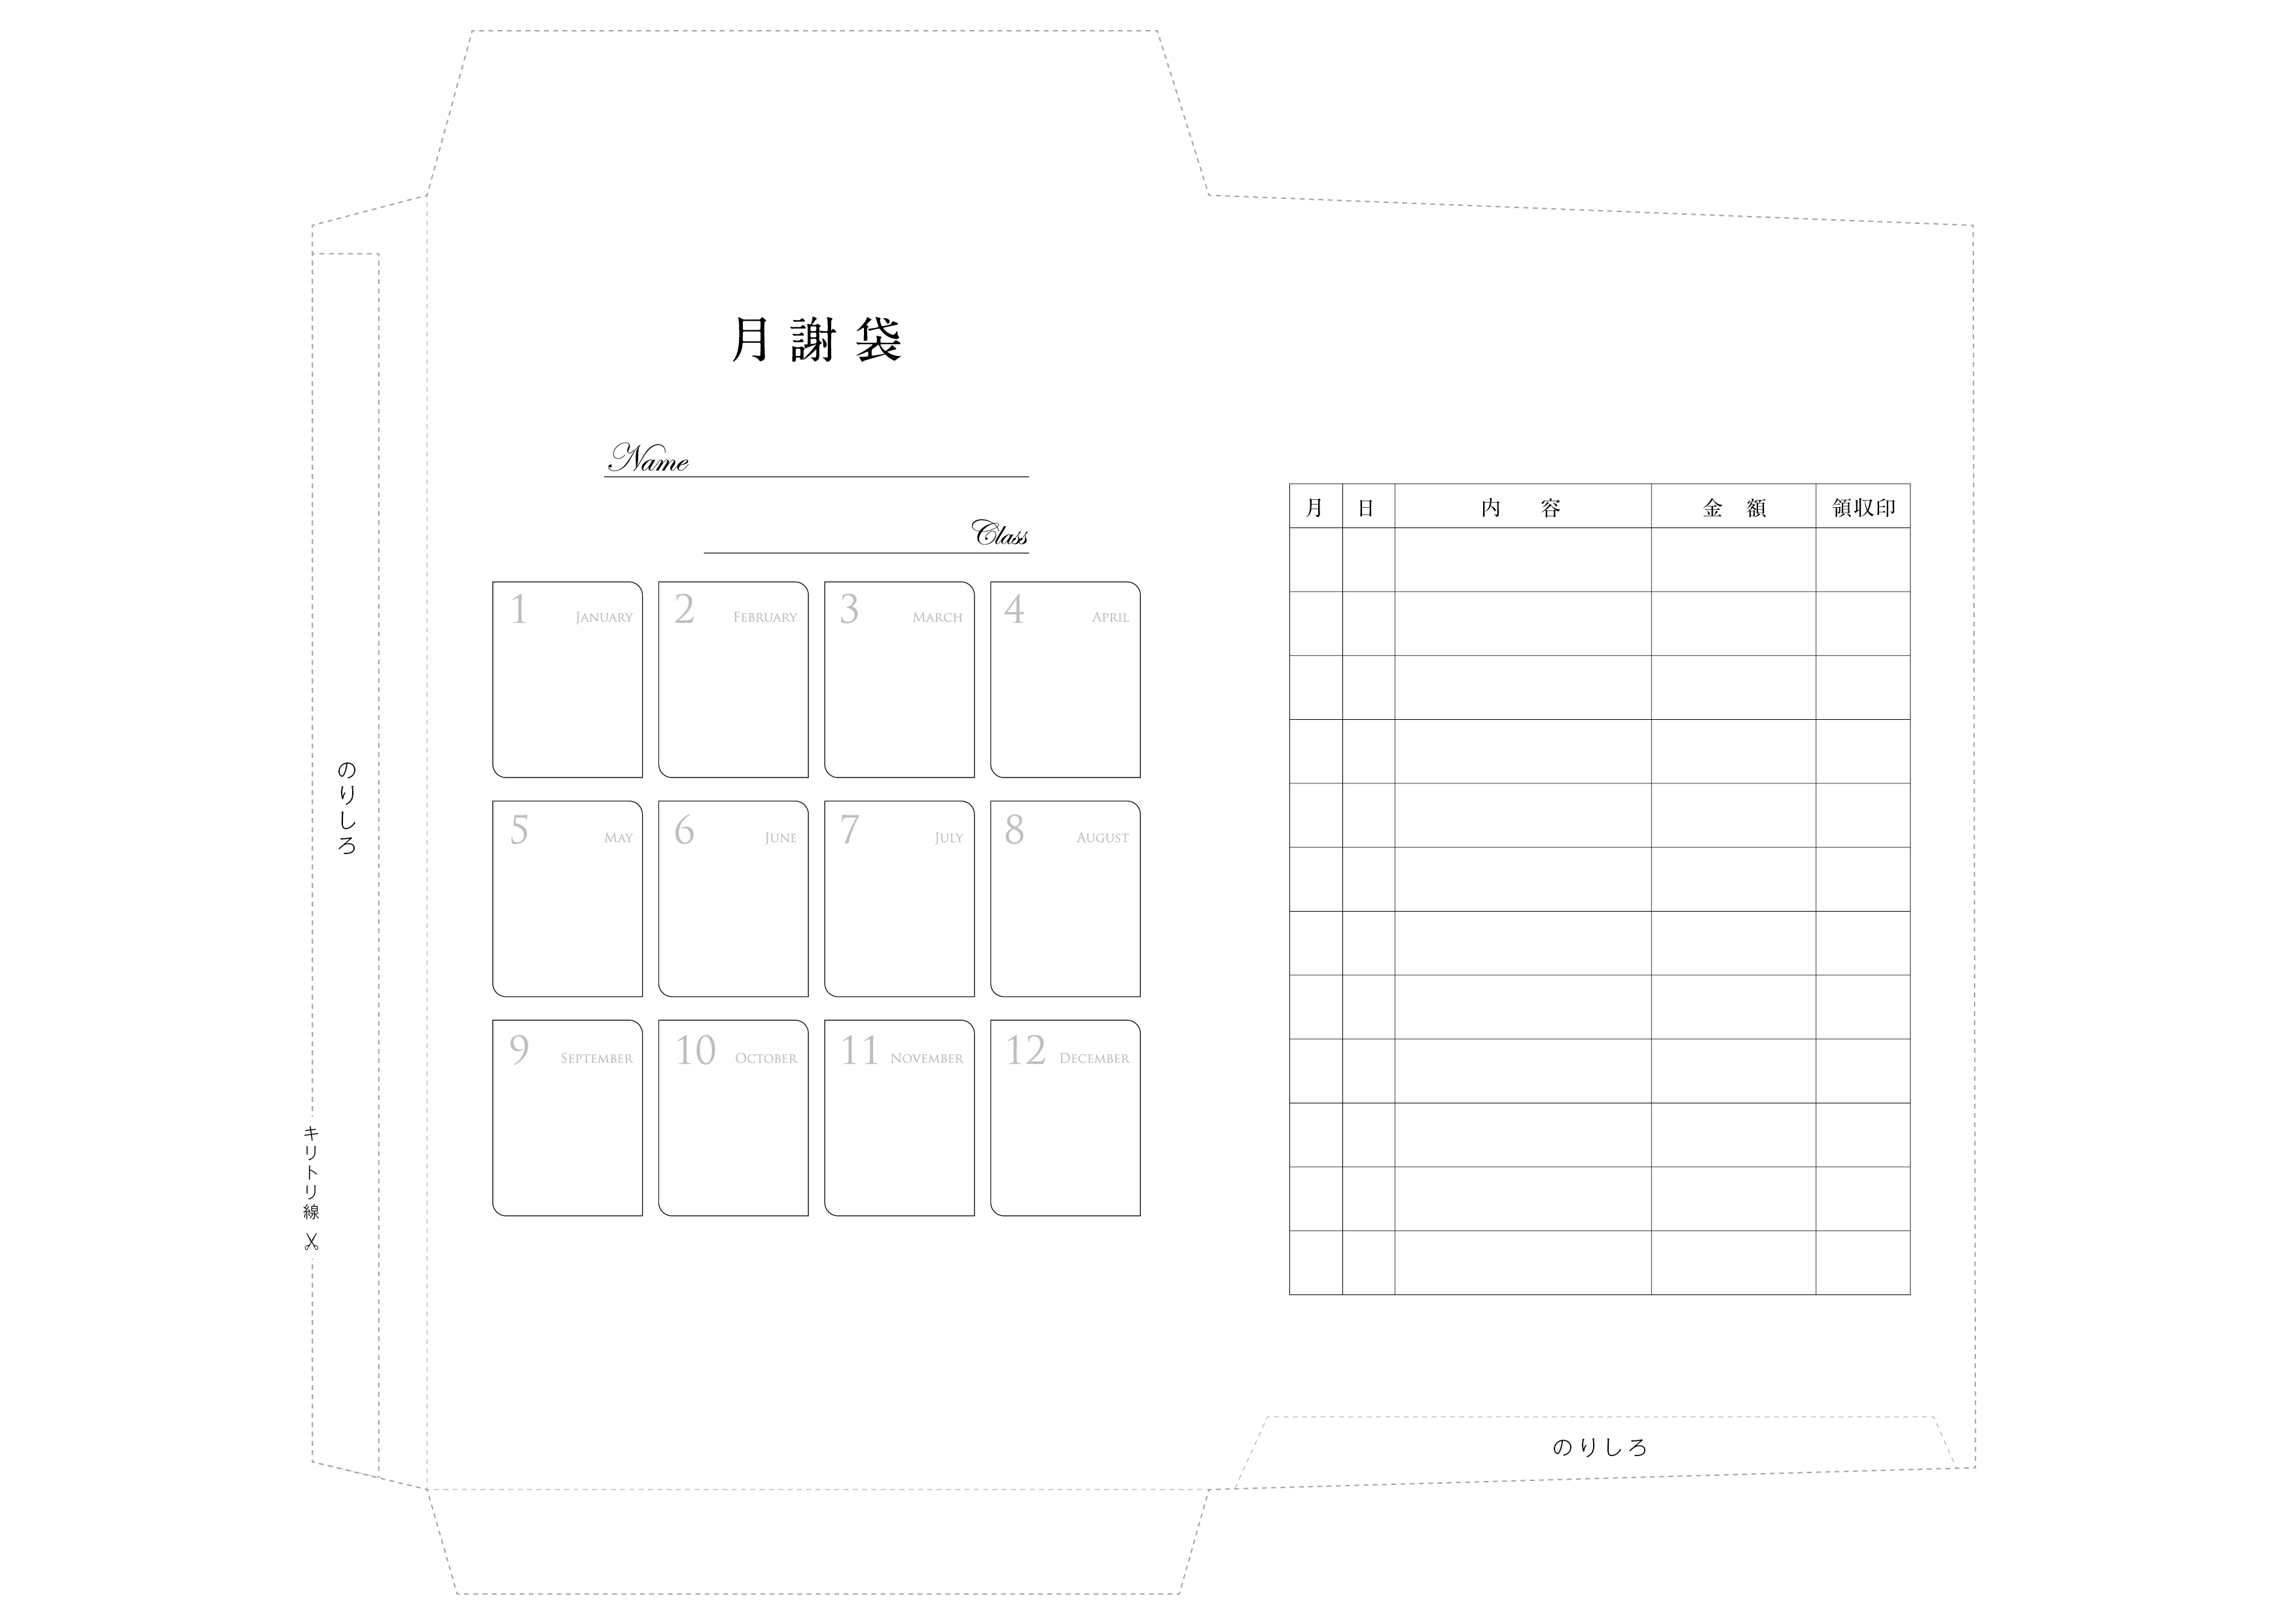 月謝袋
Name
Class
1 January
2 February
3 March
4 April
5 May
6 June
7 July
8 August
9 September
10 October
11 November
12 December
月 日 内容 金額 領収印
のりしろ
キリトリ線
のりしろ